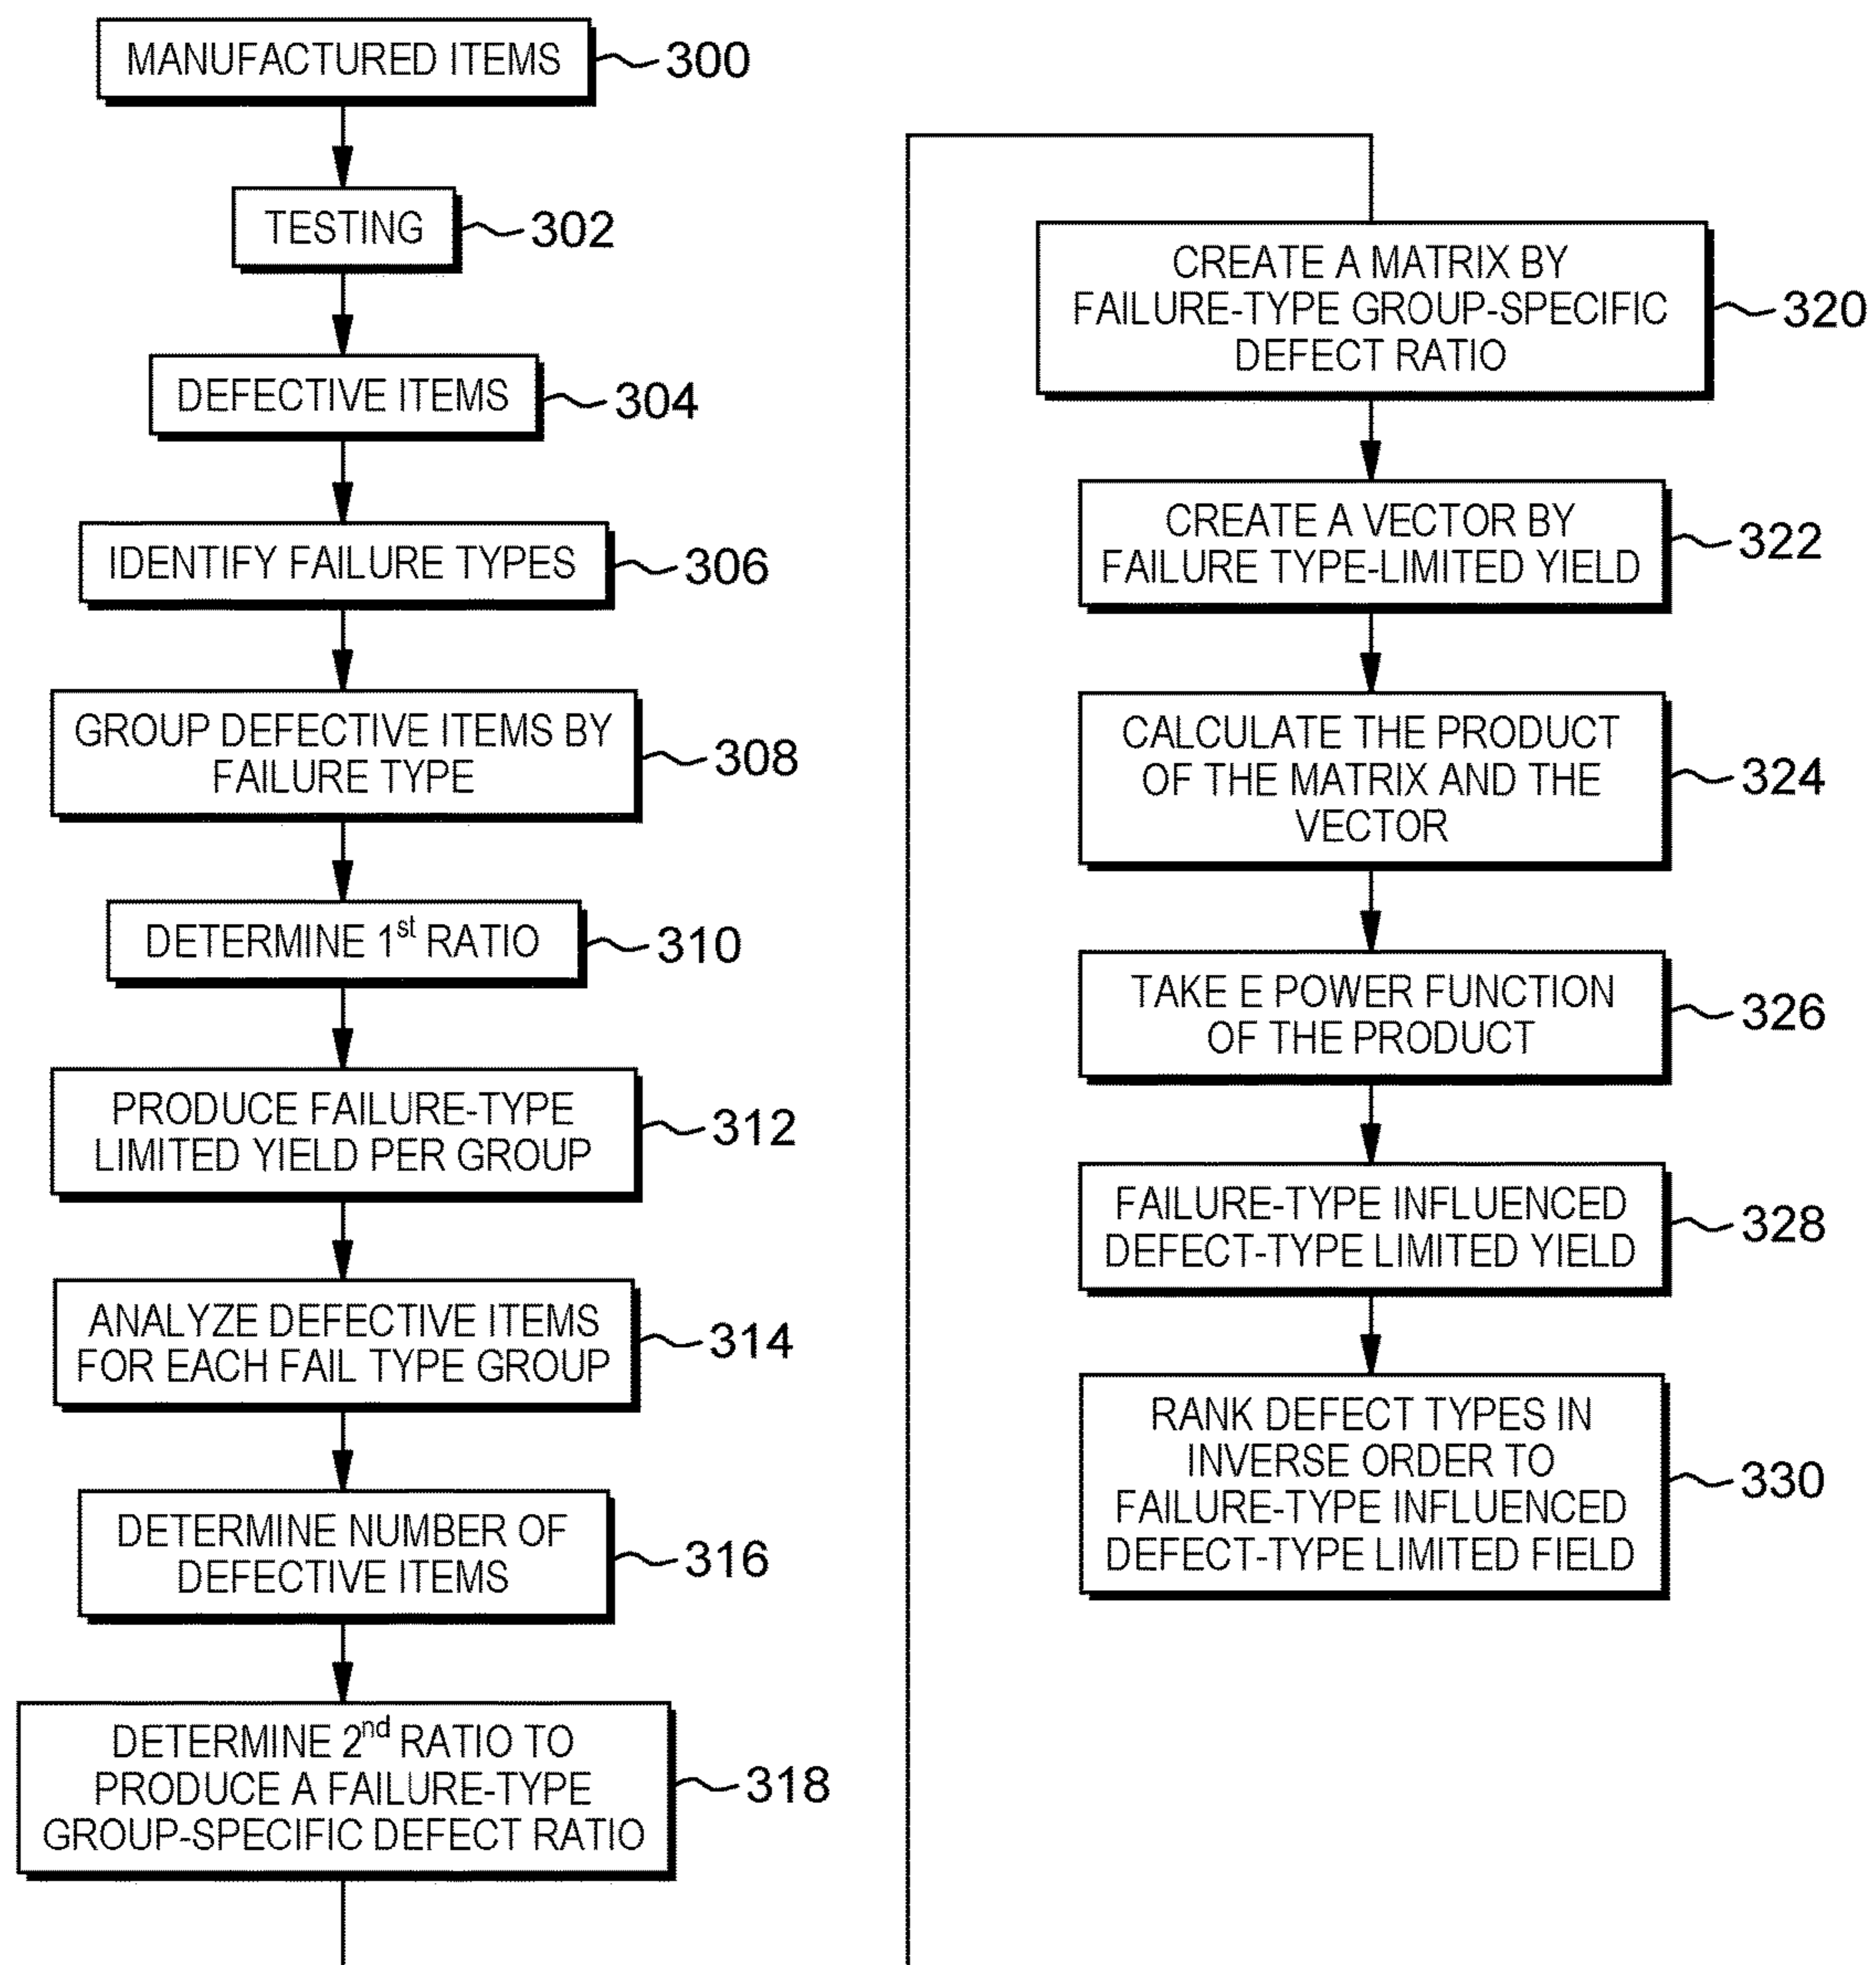 MANUFACTURED ITEMS
300
TESTING
302
DEFECTIVE ITEMS
304
IDENTIFY FAILURE TYPES
306
GROUP DEFECTIVE ITEMS BY
FAILURE TYPE
308
DETERMINE 1st RATIO
310
PRODUCE FAILURE-TYPE
LIMITED YIELD PER GROUP
312
ANALYZE DEFECTIVE ITEMS
FOR EACH FAIL TYPE GROUP
314
DETERMINE NUMBER OF
DEFECTIVE ITEMS
316
DETERMINE 2nd RATIO TO
PRODUCE A FAILURE-TYPE
GROUP-SPECIFIC DEFECT RATIO
318
CREATE A MATRIX BY
FAILURE-TYPE GROUP-SPECIFIC
DEFECT RATIO
320
CREATE A VECTOR BY
FAILURE TYPE-LIMITED YIELD
322
CALCULATE THE PRODUCT
OF THE MATRIX AND THE
VECTOR
324
TAKE E POWER FUNCTION
OF THE PRODUCT
326
FAILURE-TYPE INFLUENCED
DEFECT-TYPE LIMITED YIELD
328
RANK DEFECT TYPES IN
INVERSE ORDER TO
FAILURE-TYPE INFLUENCED
DEFECT-TYPE LIMITED FIELD
330